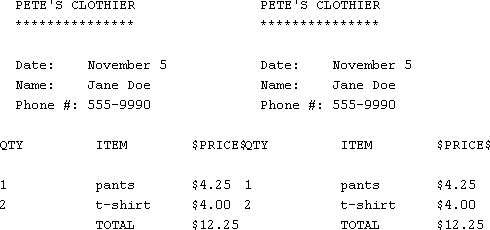 PETE'S CLOTHIER PETE'S CLOTHIER
*************** ***************
Date: November 5 Date: November 5
Name: Jane Doe Name: Jane Doe
Phone #: 555-9990 Phone #: 555-9990
QTY ITEM $PRICE$QTY ITEM $PRICE$
1 pants $4.25 1 pants $4.25
2 t-shirt $4.00 2 t-shirt $4.00
TOTAL $12.25 TOTAL $12.25